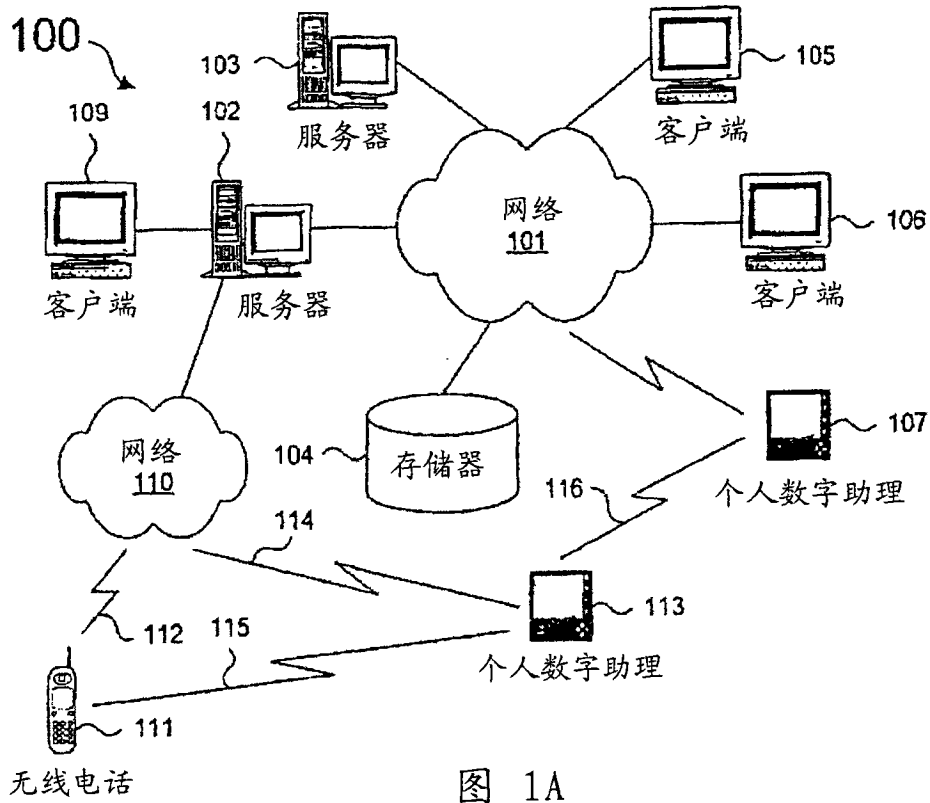 100
103
服务器
105
客户端
109
客户端
102
服务器
网络
101
106
客户端
网络
110
104
存储器
107
个人数字助理
116
114
113
个人数字助理
112
115
111
无线电话
图 1A